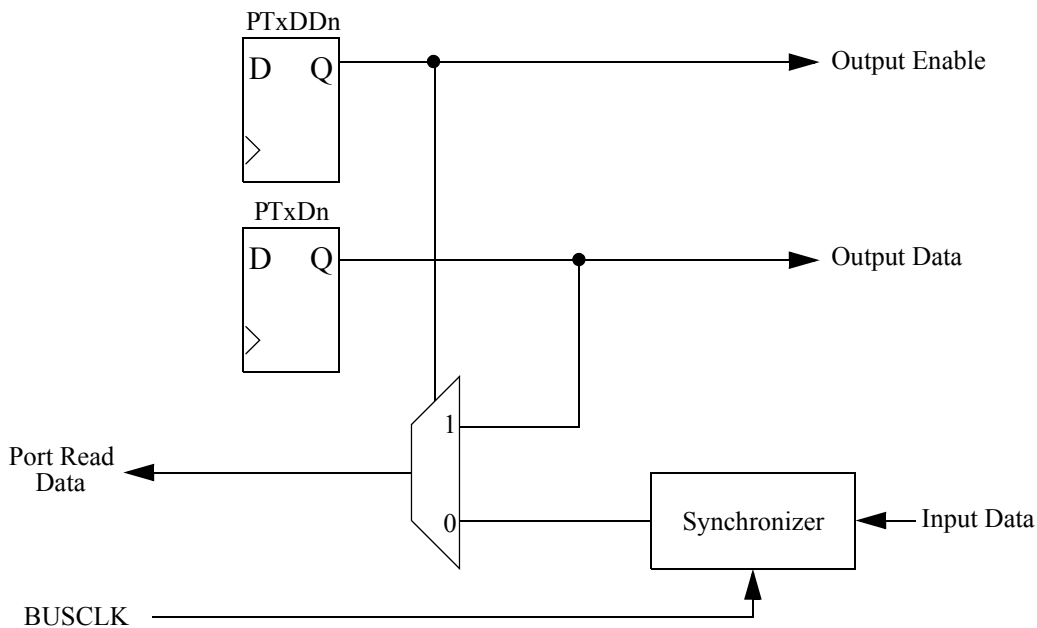 PTxDDn
D Q
Output Enable
PTxDn
D Q
Output Data
1
Port Read
Data
0
Synchronizer
Input Data
BUSCLK